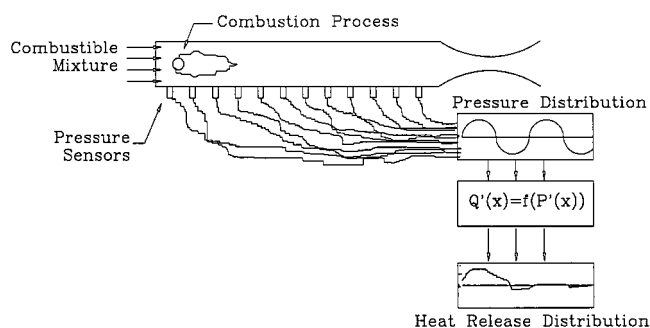 Combustion Process
Combustible
Mixture
Pressure Distribution
Pressure
Sensors
Q'(x)=f(P'(x))
Heat Release Distribution